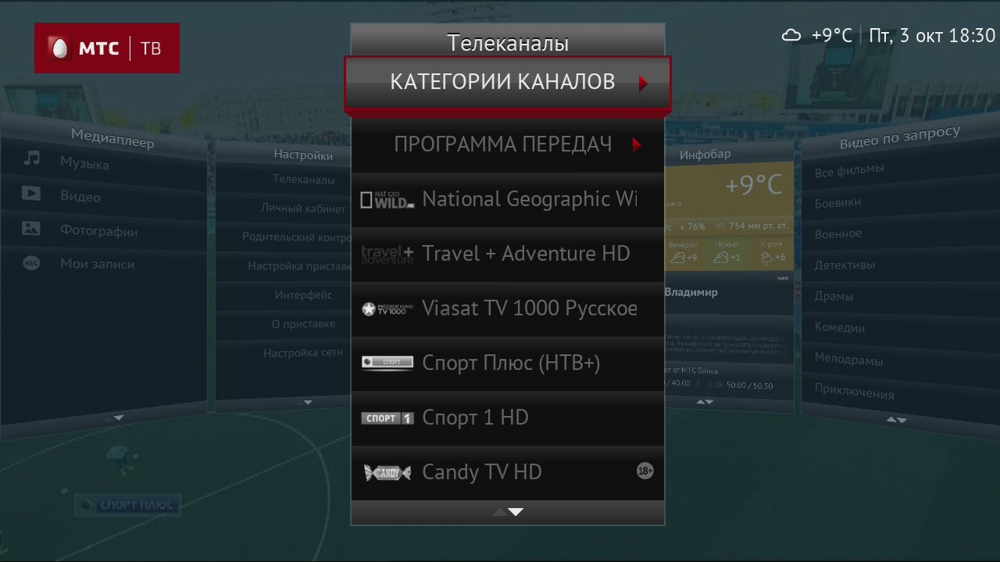 МТС ТВ
+9°C Пт, 3 окт 18:30
Телеканалы
КАТЕГОРИИ КАНАЛОВ
ПРОГРАММА ПЕРЕДАЧ
NAT GEO WILD HD
National Geographic Wi
travel+ adventure
Travel + Adventure HD
РУССКОЕ КИНО TV1000
Viasat TV 1000 Русское
СПОРТ
Спорт Плюс (НТВ+)
СПОРТ 1
Спорт 1 HD
CANDY
Candy TV HD
18+
Медиаплеер
Музыка
Видео
Фотографии
REC
Мои записи
Настройки
Телеканалы
Личный кабинет
Родительский контро
Настройка приставк
Интерфейс
О приставке
Настройка сети
Инфобар
+9°C
/с 76% 754 мм рт. ст.
Вечером Ночью Утром
+9 +1 +6
Владимир
от МТС Банка
/ 40.00 EUR 50.00 / 50.50
Видео по запросу
Все фильмы
Боевики
Военное
Детективы
Драмы
Комедии
Мелодрамы
Приключения
СПОРТ ПЛЮС